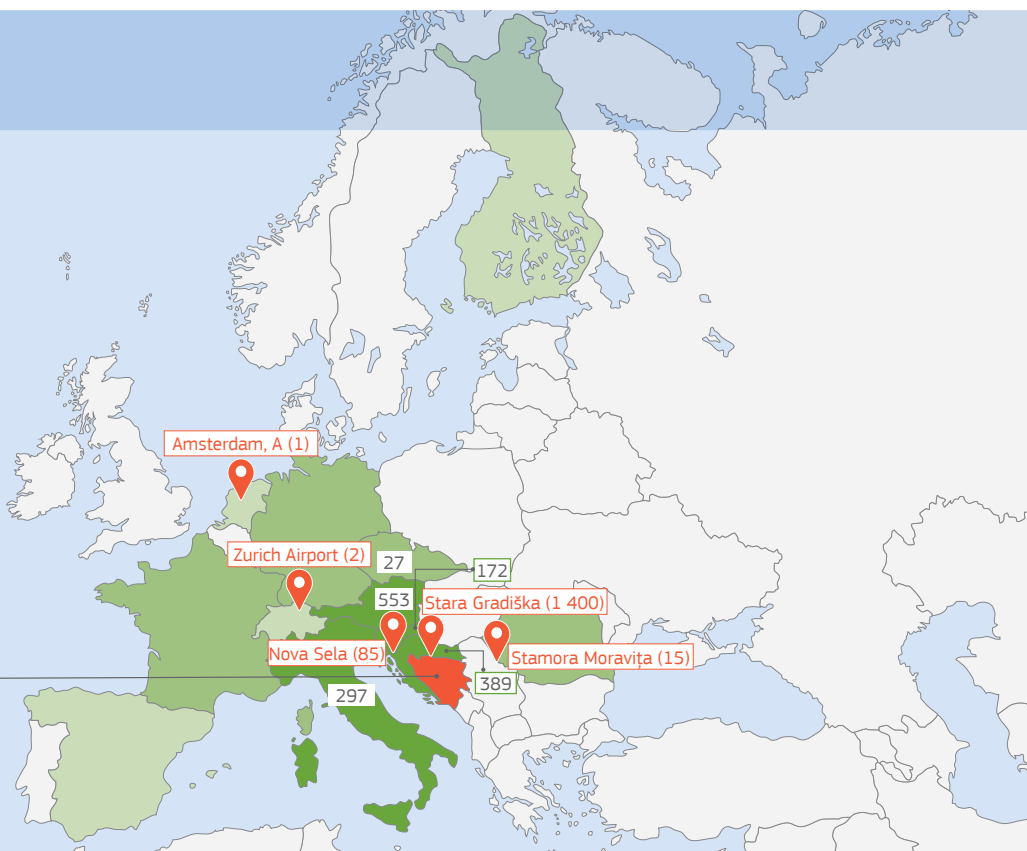 Amsterdam, A (1)
Zurich Airport (2)
27
172
553
Stara Gradiška (1 400)
Nova Sela (85)
Stamora Moravița (15)
389
297